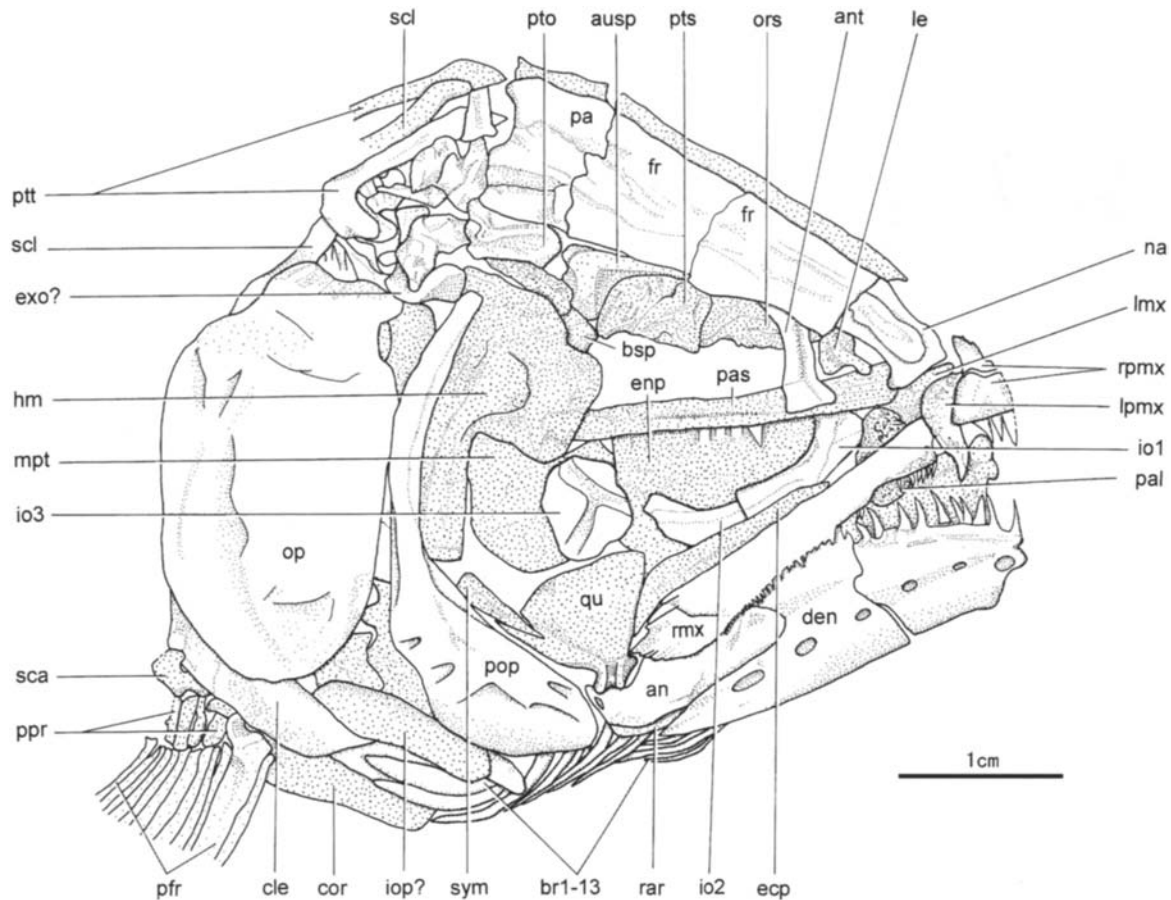 scl pto ausp pts ors ant le
pa
fr
ptt
fr
scl
na
exo?
lmx
bsp
rpmx
enp pas
hm
lpmx
mpt
io1
pal
io3
op
qu
den
rmx
sca
pop
an
ppr
1cm
pfr cle cor iop? sym br1-13 rar io2 ecp